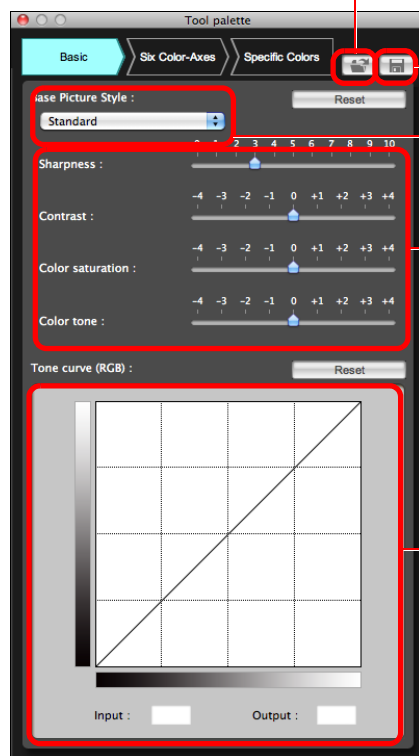 Tool palette
Basic Six Color-Axes Specific Colors
Base Picture Style : Reset
Standard
0 1 2 3 4 5 6 7 8 9 10
Sharpness :
-4 -3 -2 -1 0 +1 +2 +3 +4
Contrast :
-4 -3 -2 -1 0 +1 +2 +3 +4
Color saturation :
-4 -3 -2 -1 0 +1 +2 +3 +4
Color tone :
Tone curve (RGB) : Reset
Input : Output :